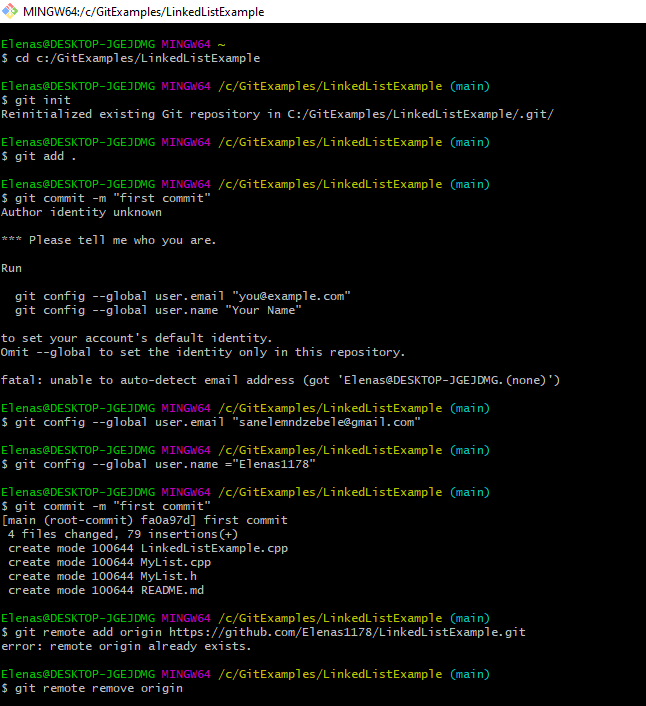 MINGW64:/c/GitExamples/LinkedListExample
Elenas@DESKTOP-JGEJDMG MINGW64 ~
$ cd c:/GitExamples/LinkedListExample
Elenas@DESKTOP-JGEJDMG MINGW64 /c/GitExamples/LinkedListExample (main)
$ git init
Reinitialized existing Git repository in C:/GitExamples/LinkedListExample/.git/
Elenas@DESKTOP-JGEJDMG MINGW64 /c/GitExamples/LinkedListExample (main)
$ git add .
Elenas@DESKTOP-JGEJDMG MINGW64 /c/GitExamples/LinkedListExample (main)
$ git commit -m "first commit"
Author identity unknown
*** Please tell me who you are.
Run
git config --global user.email "you@example.com"
git config --global user.name "Your Name"
to set your account's default identity.
Omit --global to set the identity only in this repository.
fatal: unable to auto-detect email address (got 'Elenas@DESKTOP-JGEJDMG.(none)')
Elenas@DESKTOP-JGEJDMG MINGW64 /c/GitExamples/LinkedListExample (main)
$ git config --global user.email "sanelemndzebele@gmail.com"
Elenas@DESKTOP-JGEJDMG MINGW64 /c/GitExamples/LinkedListExample (main)
$ git config --global user.name ="Elenas1178"
Elenas@DESKTOP-JGEJDMG MINGW64 /c/GitExamples/LinkedListExample (main)
$ git commit -m "first commit"
[main (root-commit) fa0a97d] first commit
4 files changed, 79 insertions(+)
create mode 100644 LinkedListExample.cpp
create mode 100644 MyList.cpp
create mode 100644 MyList.h
create mode 100644 README.md
Elenas@DESKTOP-JGEJDMG MINGW64 /c/GitExamples/LinkedListExample (main)
$ git remote add origin https://github.com/Elenas1178/LinkedListExample.git
error: remote origin already exists.
Elenas@DESKTOP-JGEJDMG MINGW64 /c/GitExamples/LinkedListExample (main)
$ git remote remove origin